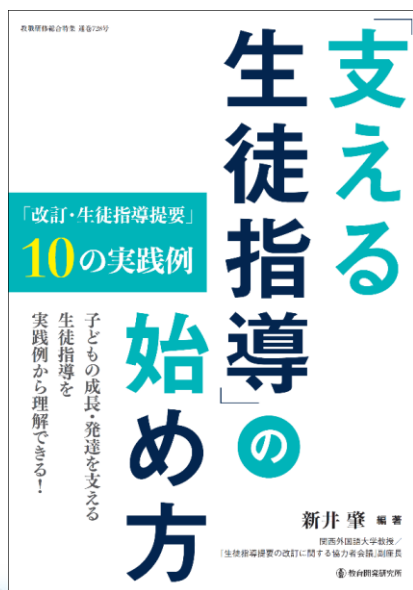 教職研修総合特集 通巻728号
「支える
生徒指導」の
始め方
「改訂・生徒指導提要」
10の実践例
子どもの成長・発達を支える
生徒指導を
実践例から理解できる!
新井 肇 編著
関西外国語大学教授/
「生徒指導提要の改訂に関する協力者会議」副座長
教育開発研究所